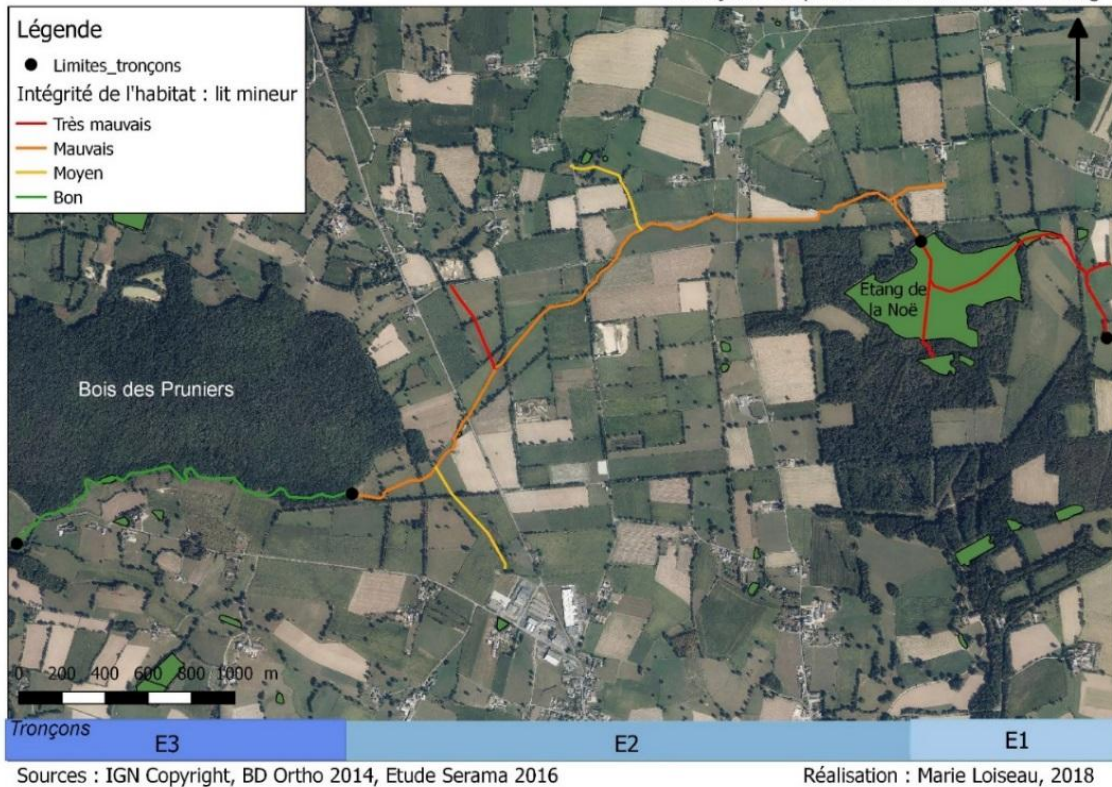 Légende
Limites_tronçons
Intégrité de l'habitat : lit mineur
Très mauvais
Mauvais
Moyen
Bon
Etang de
la Noë
Bois des Pruniers
0 200 400 600 800 1000 m
Tronçons
E3 E2 E1
Sources : IGN Copyright, BD Ortho 2014, Etude Serama 2016 Réalisation : Marie Loiseau, 2018